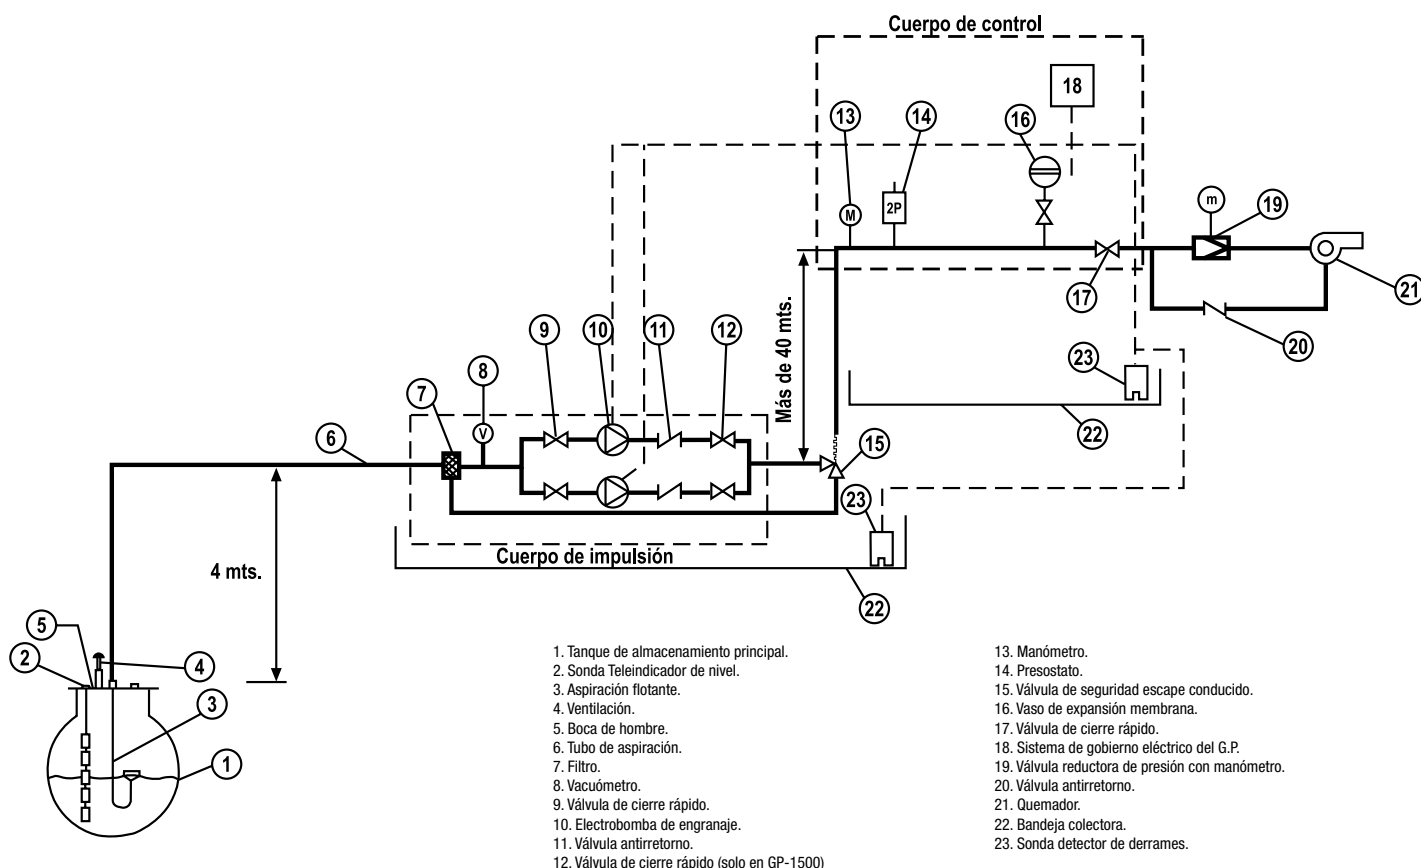 Cuerpo de control
18
13
14
16
2P
M
m
19
17
21
20
9
10
11
12
Más de 40 mts.
8
7
23
22
V
6
15
23
4 mts.
Cuerpo de impulsión
22
5
2
4
3
1
1. Tanque de almacenamiento principal.
2. Sonda Teleindicador de nivel.
3. Aspiración flotante.
4. Ventilación.
5. Boca de hombre.
6. Tubo de aspiración.
7. Filtro.
8. Vacuómetro.
9. Válvula de cierre rápido.
10. Electrobomba de engranaje.
11. Válvula antirretorno.
12. Válvula de cierre rápido (solo en GP-1500)
13. Manómetro.
14. Presostato.
15. Válvula de seguridad escape conducido.
16. Vaso de expansión membrana.
17. Válvula de cierre rápido.
18. Sistema de gobierno eléctrico del G.P.
19. Válvula reductora de presión con manómetro.
20. Válvula antirretorno.
21. Quemador.
22. Bandeja colectora.
23. Sonda detector de derrames.